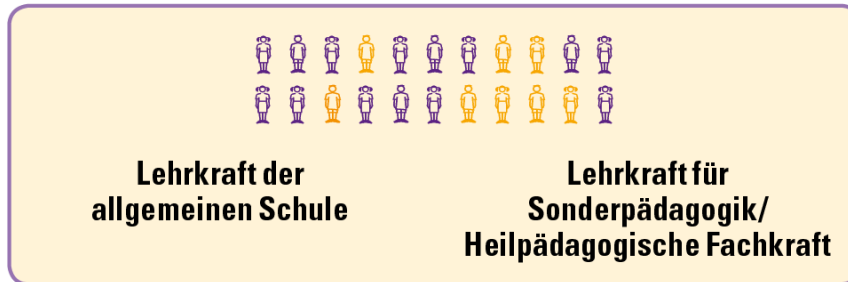 Lehrkraft der
allgemeinen Schule
Lehrkraft für
Sonderpädagogik/
Heilpädagogische Fachkraft